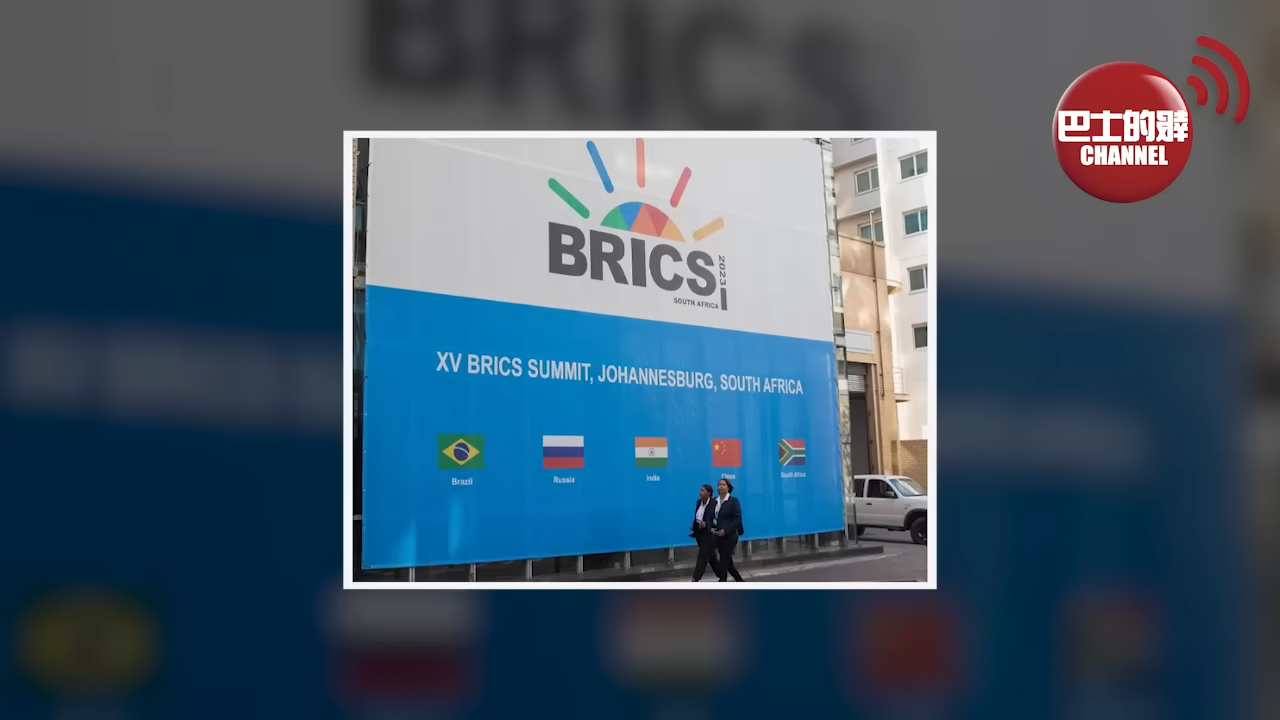 巴士的報
CHANNEL
BRICS
2023
SOUTH AFRICA
XV BRICS SUMMIT, JOHANNESBURG, SOUTH AFRICA
Brazil
Russia
India
China
South Africa